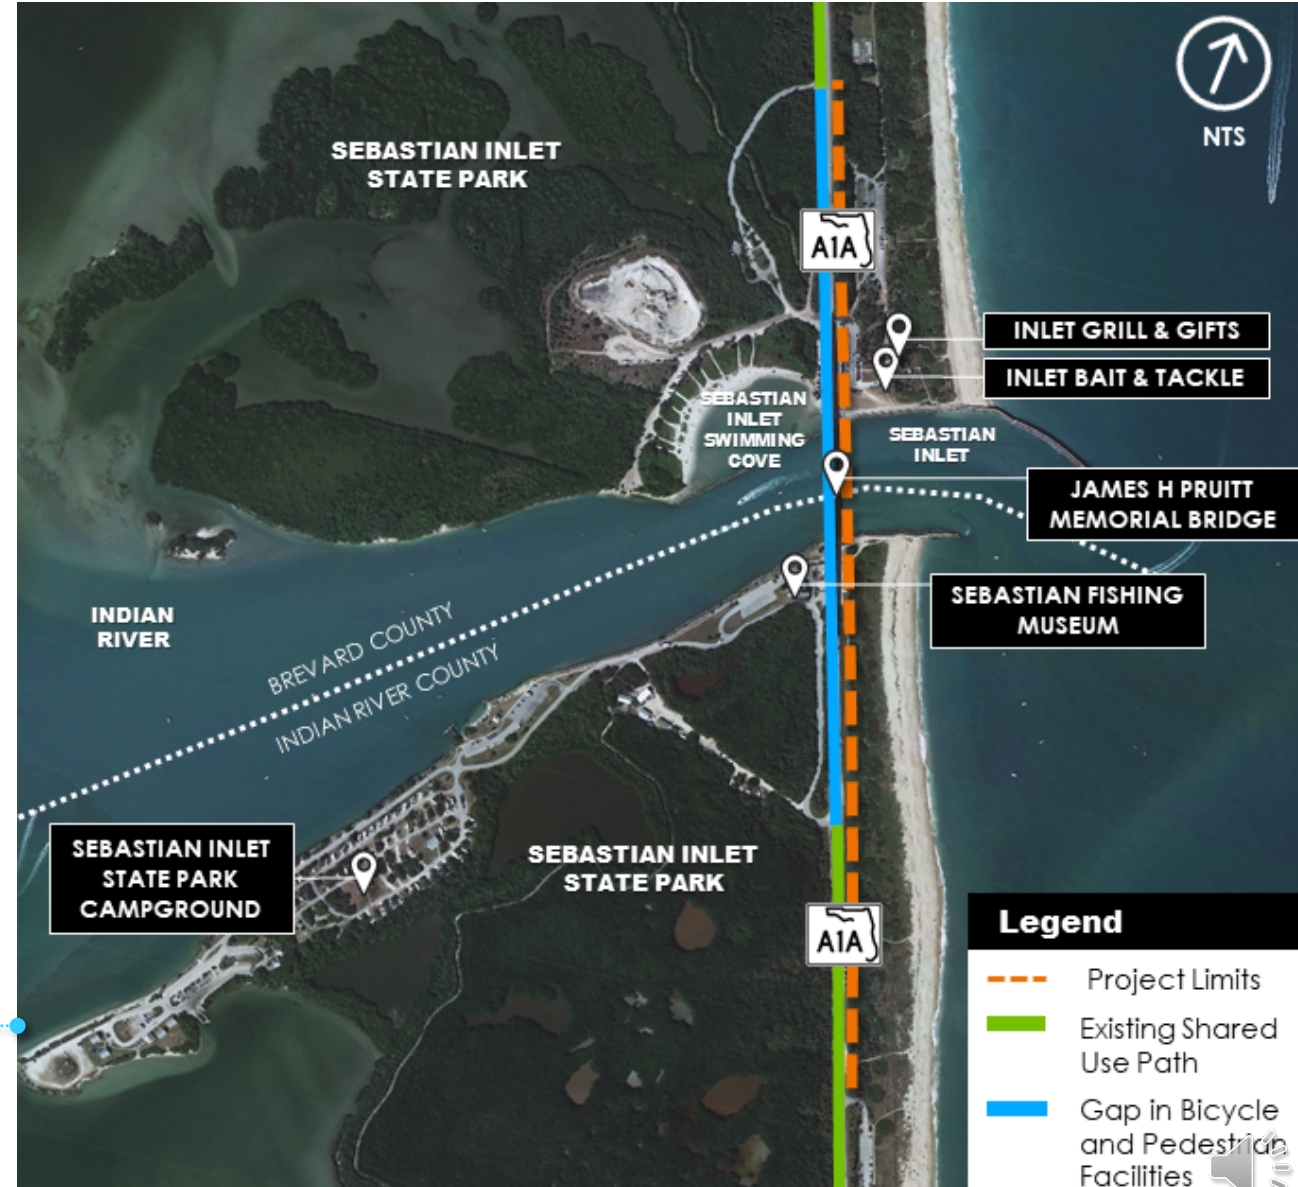 NTS
SEBASTIAN INLET
STATE PARK
A1A
INLET GRILL & GIFTS
INLET BAIT & TACKLE
SEBASTIAN
INLET
SWIMMING
COVE
SEBASTIAN
INLET
JAMES H PRUITT
MEMORIAL BRIDGE
SEBASTIAN FISHING
MUSEUM
INDIAN
RIVER
BREVARD COUNTY
INDIAN RIVER COUNTY
SEBASTIAN INLET
STATE PARK
CAMPGROUND
SEBASTIAN INLET
STATE PARK
A1A
Legend
Project Limits
Existing Shared
Use Path
Gap in Bicycle
and Pedestrian
Facilities